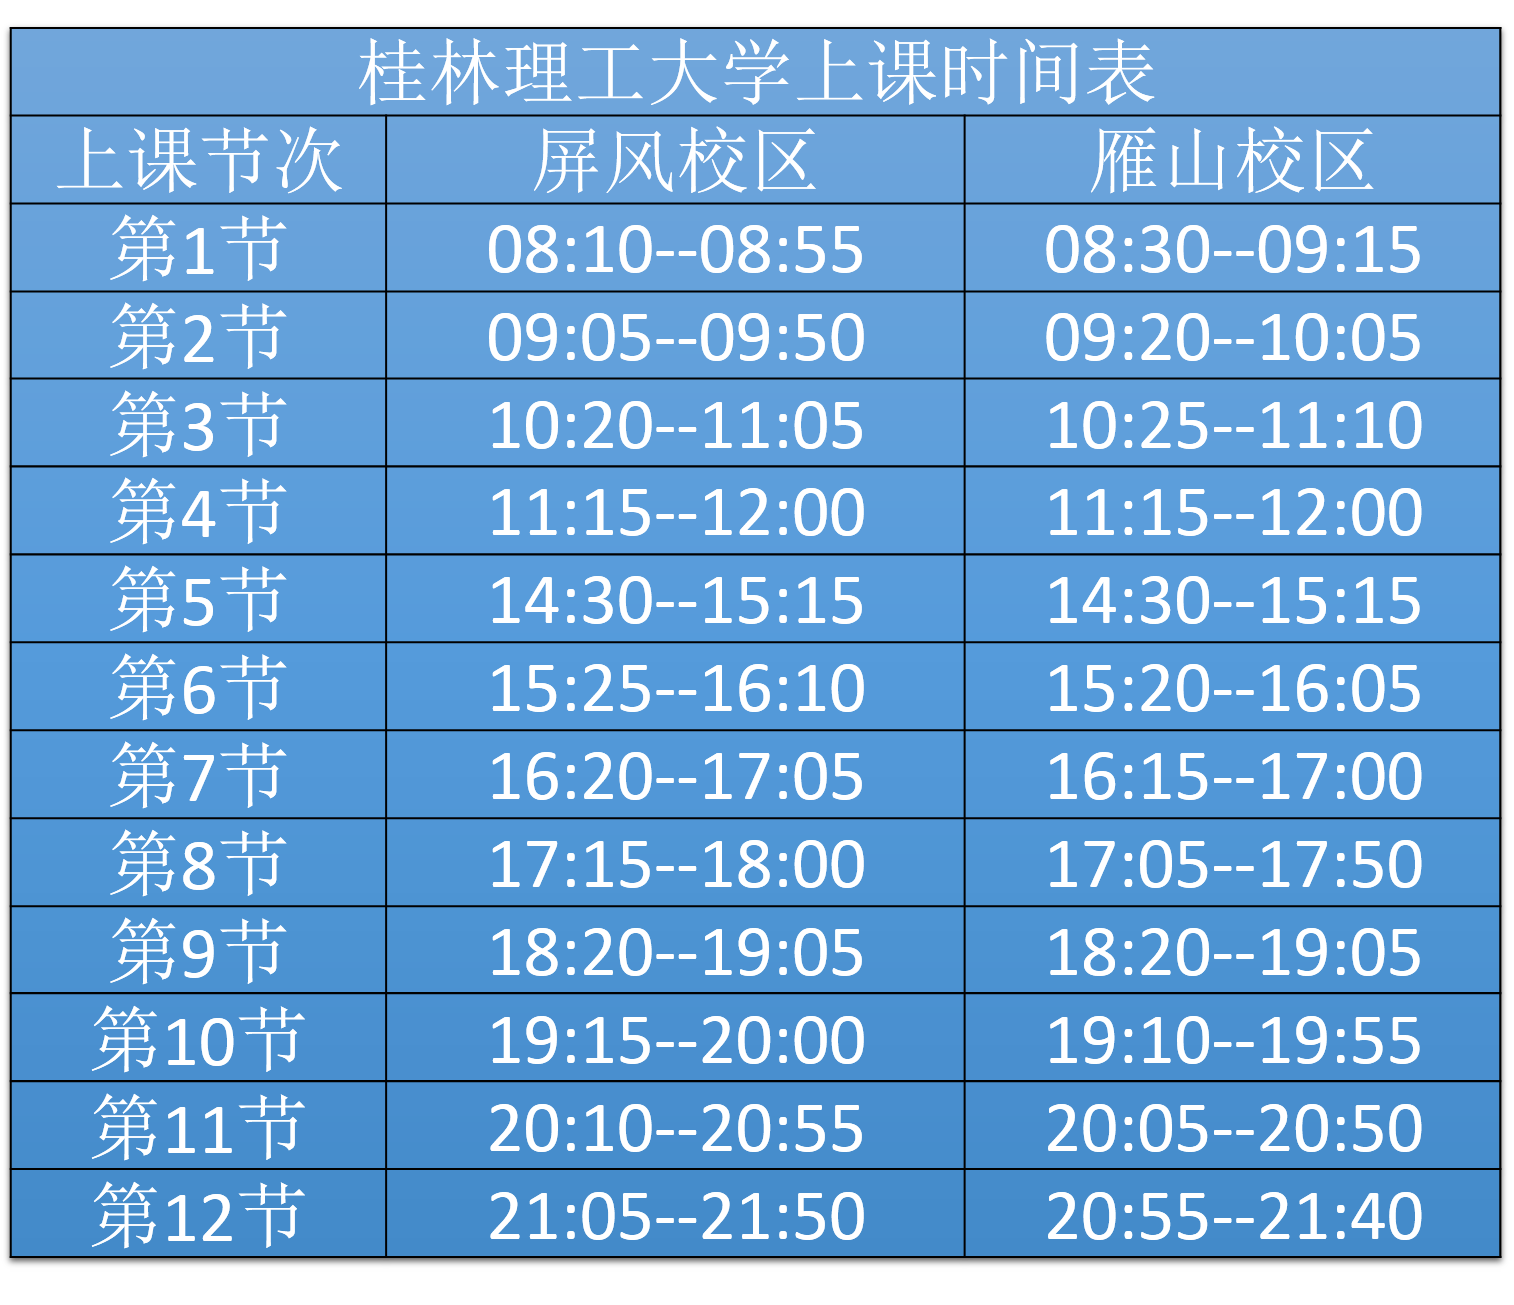 桂林理工大学上课时间表
上课节次 屏风校区 雁山校区
第1节 08:10--08:55 08:30--09:15
第2节 09:05--09:50 09:20--10:05
第3节 10:20--11:05 10:25--11:10
第4节 11:15--12:00 11:15--12:00
第5节 14:30--15:15 14:30--15:15
第6节 15:25--16:10 15:20--16:05
第7节 16:20--17:05 16:15--17:00
第8节 17:15--18:00 17:05--17:50
第9节 18:20--19:05 18:20--19:05
第10节 19:15--20:00 19:10--19:55
第11节 20:10--20:55 20:05--20:50
第12节 21:05--21:50 20:55--21:40